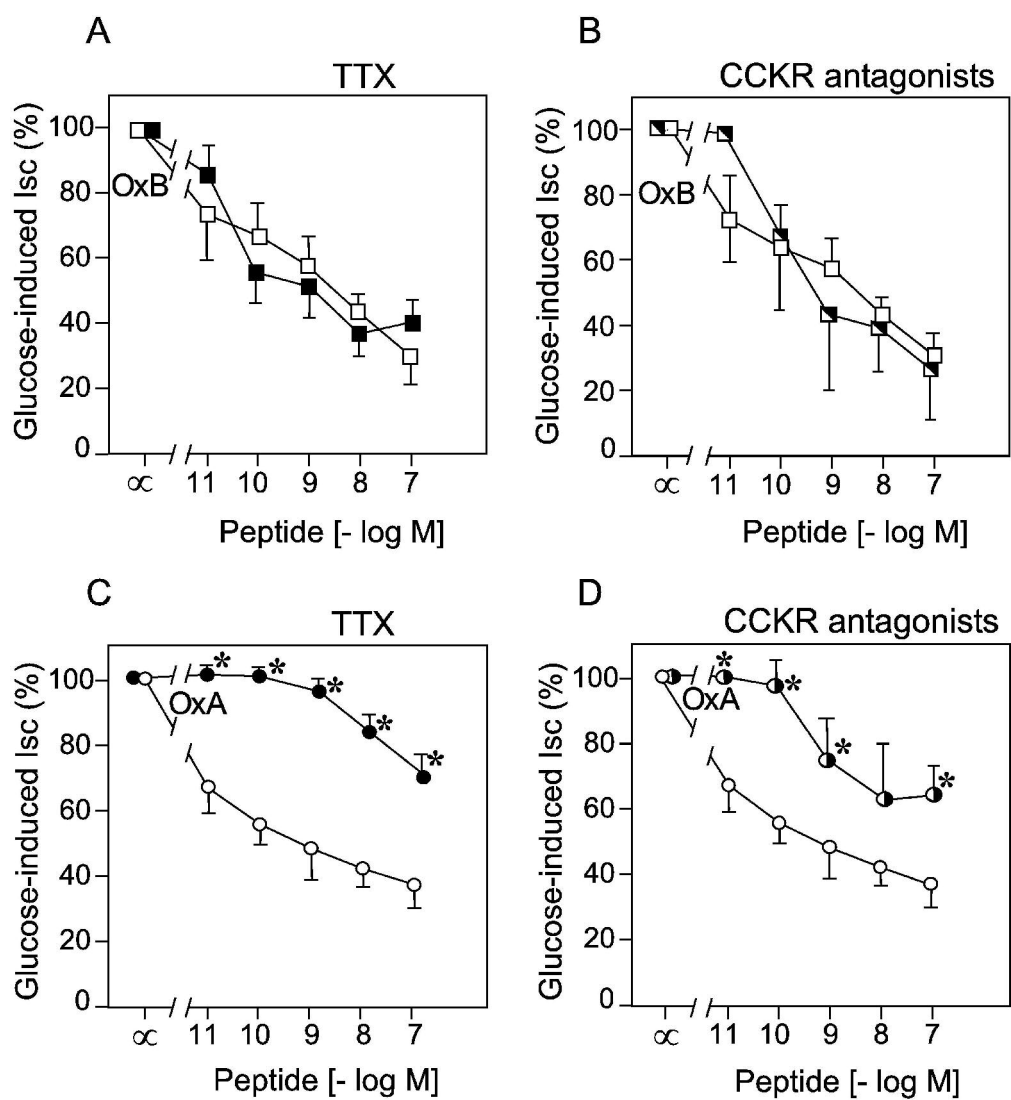 A
TTX
Glucose-induced Isc (%)
100
80
60
40
20
0
OxB
∝ 11 10 9 8 7
Peptide [- log M]
B
CCKR antagonists
Glucose-induced Isc (%)
100
80
60
40
20
0
OxB
∝ 11 10 9 8 7
Peptide [- log M]
C
TTX
Glucose-induced Isc (%)
100
80
60
40
20
0
OxA
* * * * *
∝ 11 10 9 8 7
Peptide [- log M]
D
CCKR antagonists
Glucose-induced Isc (%)
100
80
60
40
20
0
OxA
* * * *
∝ 11 10 9 8 7
Peptide [- log M]